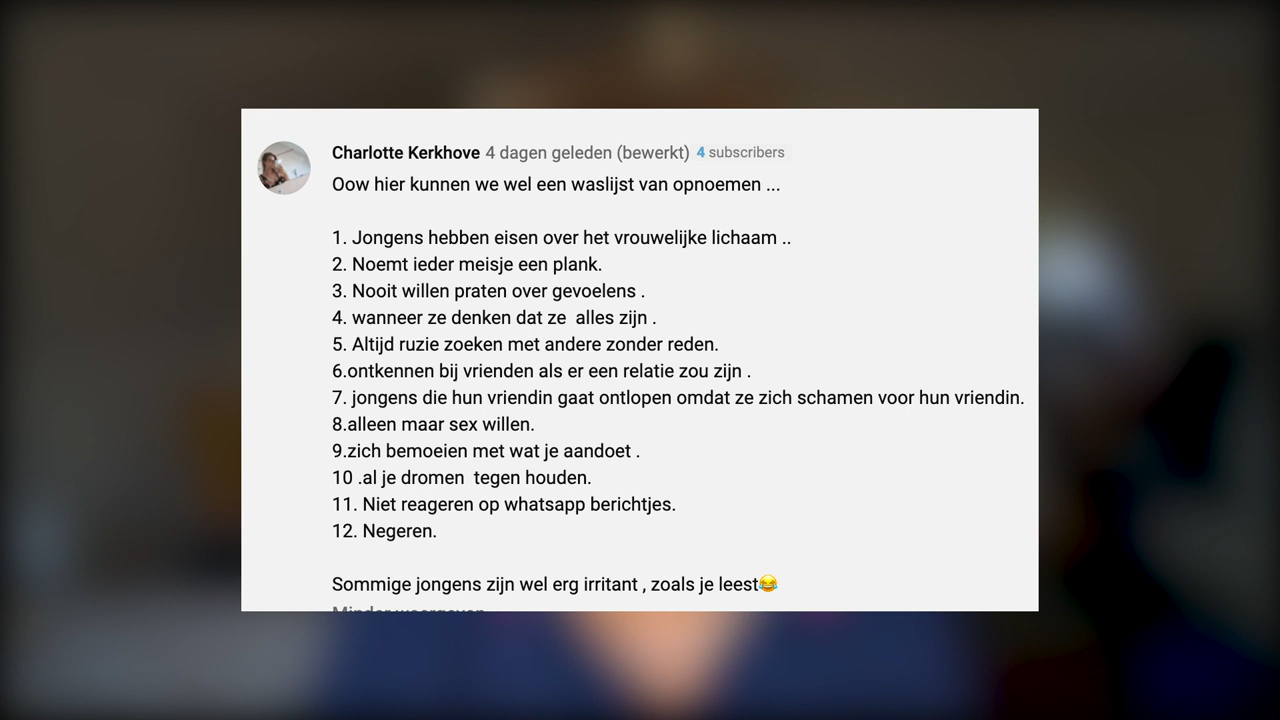 Charlotte Kerkhove 4 dagen geleden (bewerkt) 4 subscribers
Oow hier kunnen we wel een waslijst van opnoemen ...
1. Jongens hebben eisen over het vrouwelijke lichaam ..
2. Noemt ieder meisje een plank.
3. Nooit willen praten over gevoelens .
4. wanneer ze denken dat ze  alles zijn .
5. Altijd ruzie zoeken met andere zonder reden.
6.ontkennen bij vrienden als er een relatie zou zijn .
7. jongens die hun vriendin gaat ontlopen omdat ze zich schamen voor hun vriendin.
8.alleen maar sex willen.
9.zich bemoeien met wat je aandoet .
10 .al je dromen  tegen houden.
11. Niet reageren op whatsapp berichtjes.
12. Negeren.
Sommige jongens zijn wel erg irritant , zoals je leest😂
Minder weergeven